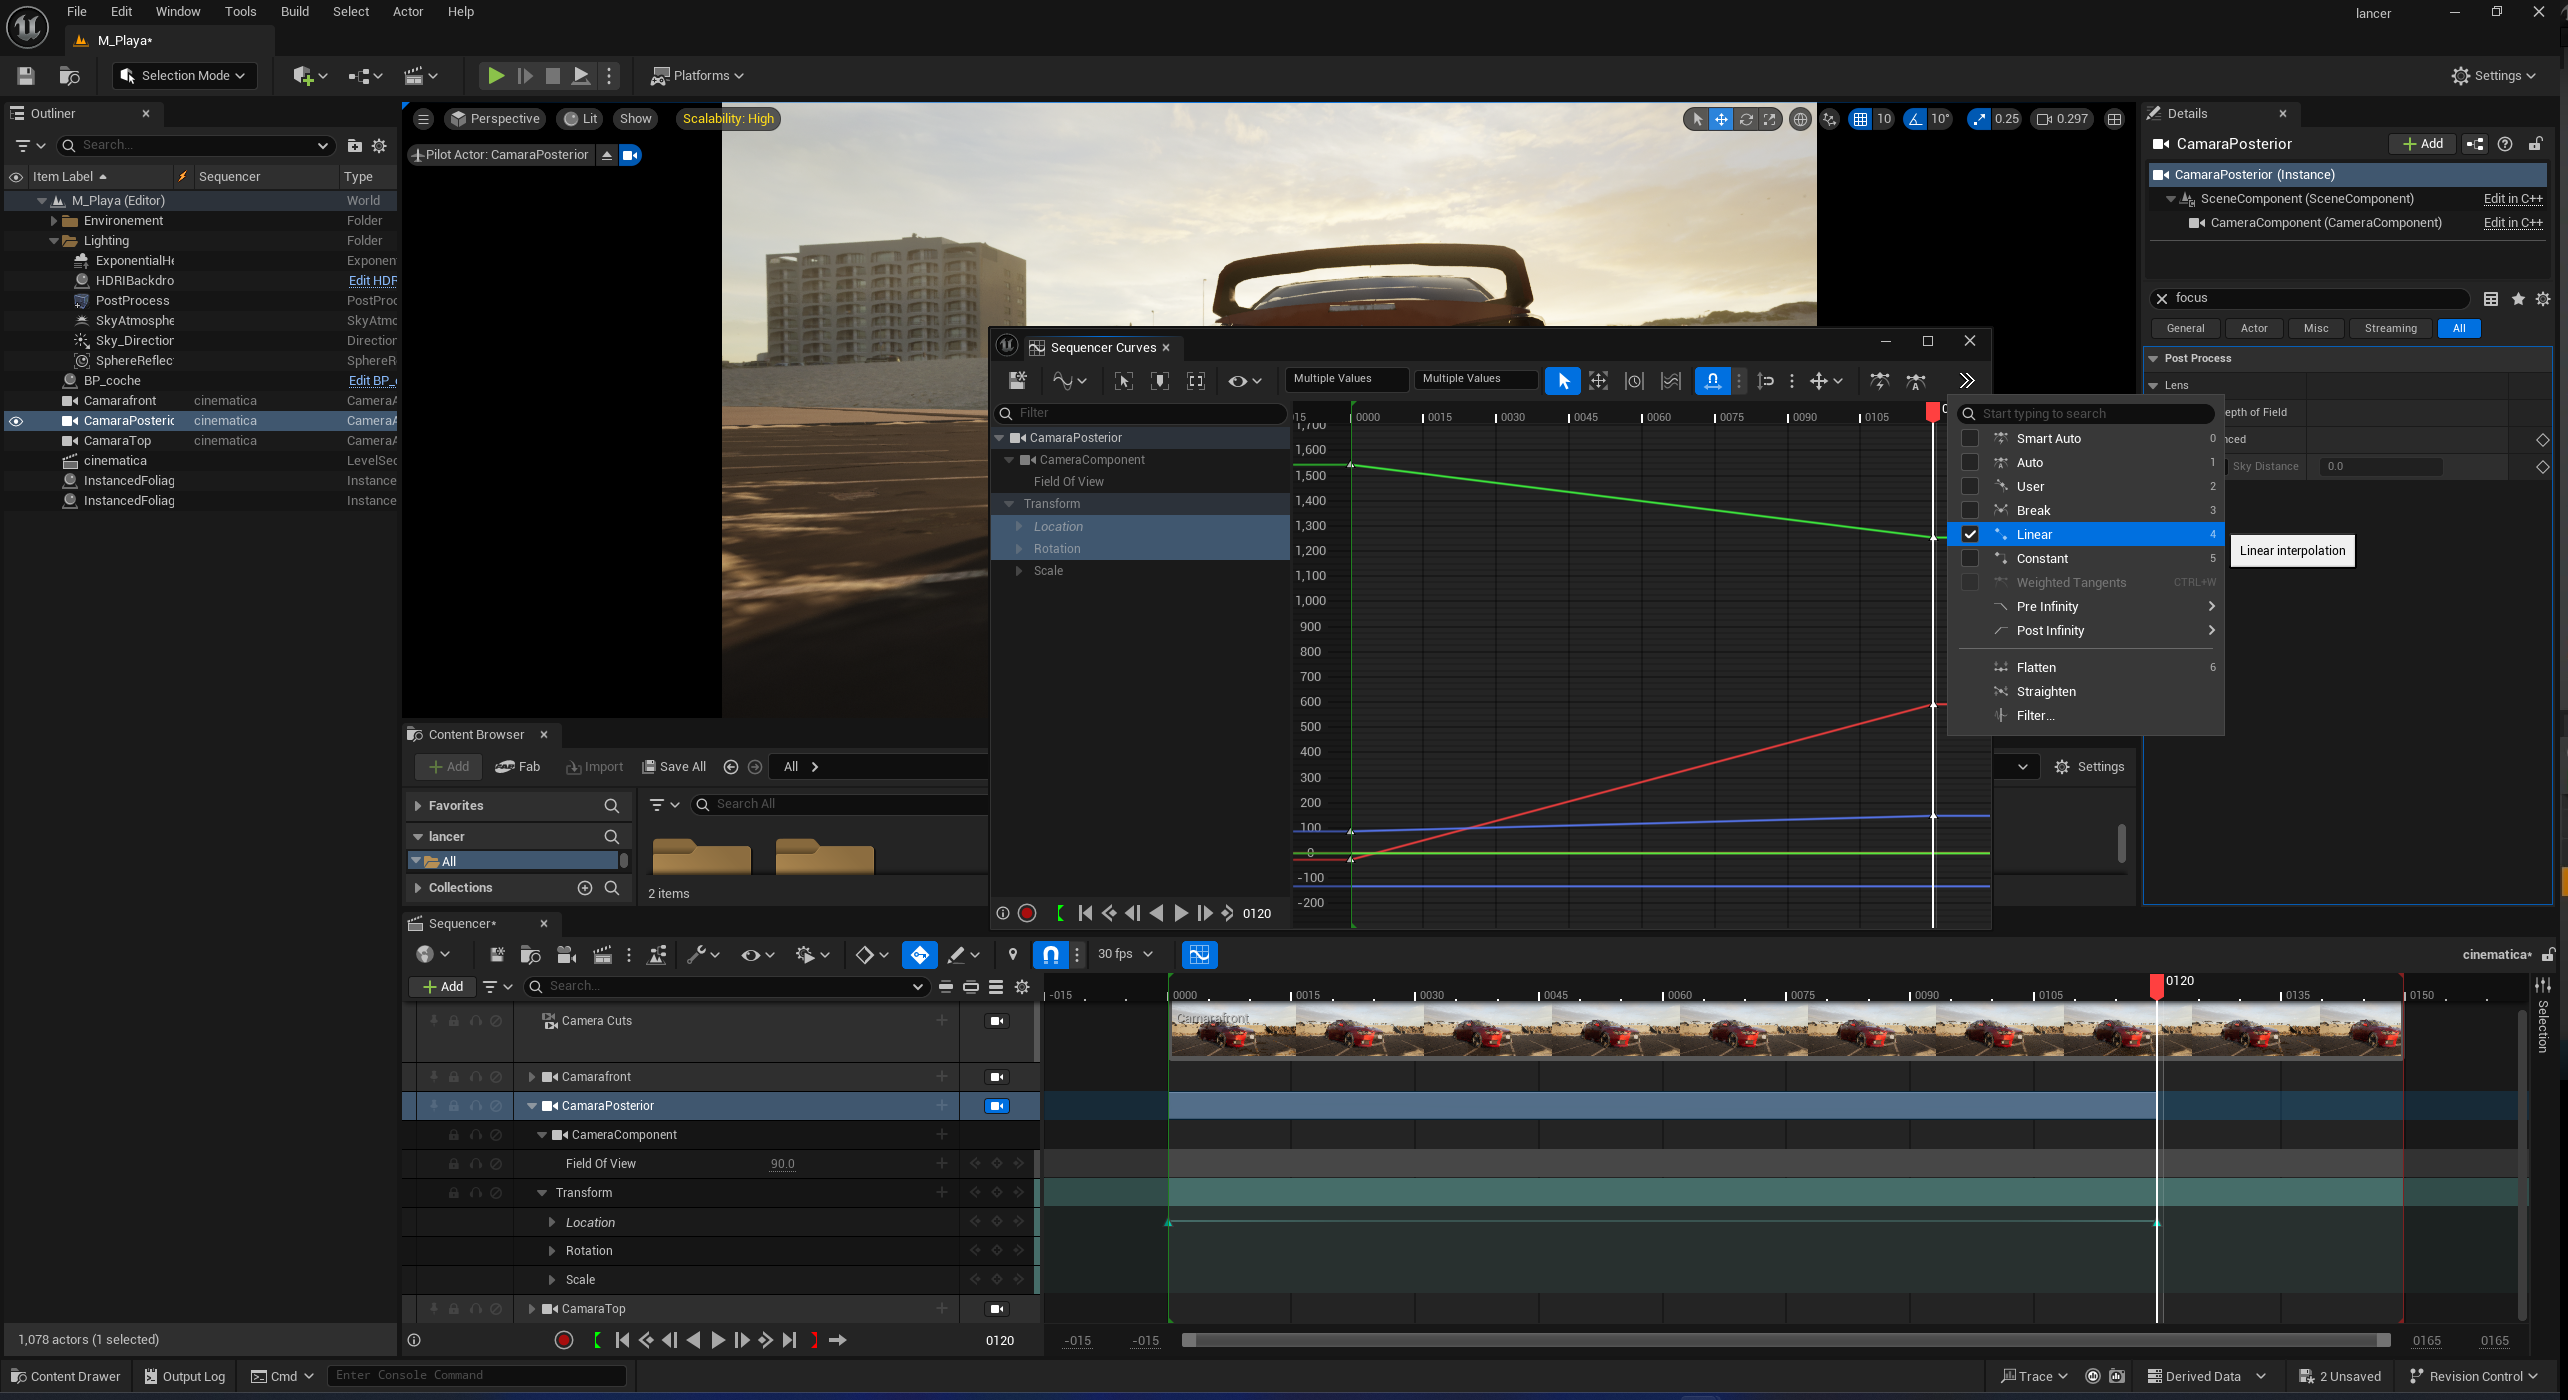 File Edit Window Tools Build Select Actor Help
lancer
M_Playa*
Selection Mode
Platforms
Settings
Outliner
Search...
Item Label Sequencer Type
M_Playa (Editor) World
Environement Folder
Lighting Folder
ExponentialHe Exponen
HDRIBackdro Edit HDR
PostProcess PostProc
SkyAtmosphe SkyAtmo
Sky_Direction Direction
SphereReflect SphereRe
BP_coche Edit BP_
Camarafront cinematica CameraA
CamaraPosteric cinematica CameraA
CamaraTop cinematica CameraA
cinematica LevelSec
InstancedFoliag Instance
InstancedFoliag Instance
1,078 actors (1 selected)
Perspective Lit Show Scalability: High
10 10° 0.25 0.297
Pilot Actor: CamaraPosterior
Sequencer Curves
Multiple Values Multiple Values
Filter
CamaraPosterior
CameraComponent
Field Of View
Transform
Location
Rotation
Scale
0120
15 0000 0015 0030 0045 0060 0075 0090 0105
1,700
1,600
1,500
1,400
1,300
1,200
1,100
1,000
900
800
700
600
500
400
300
200
100
0
-100
-200
Start typing to search
Smart Auto 0
Auto 1
User 2
Break 3
Linear 4
Constant 5
Weighted Tangents CTRL+W
Pre Infinity
Post Infinity
Flatten 6
Straighten
Filter...
Linear interpolation
Details
CamaraPosterior
Add
CamaraPosterior (Instance)
SceneComponent (SceneComponent) Edit in C++
CameraComponent (CameraComponent) Edit in C++
focus
General Actor Misc Streaming All
Post Process
Lens
epth of Field
nced
Sky Distance 0.0
Content Browser
Add Fab Import Save All All
Settings
Favorites
lancer
All
Collections
Search All
2 items
Sequencer*
30 fps
cinematica*
Add
Search...
-015 0000 0015 0030 0045 0060 0075 0090 0105 0120 0135 0150
Selection
Camera Cuts
Camarafront
Camarafront
CamaraPosterior
CameraComponent
Field Of View 90.0
Transform
Location
Rotation
Scale
CamaraTop
0120
-015 -015 0165 0165
Content Drawer Output Log Cmd Enter Console Command
Trace Derived Data 2 Unsaved Revision Control